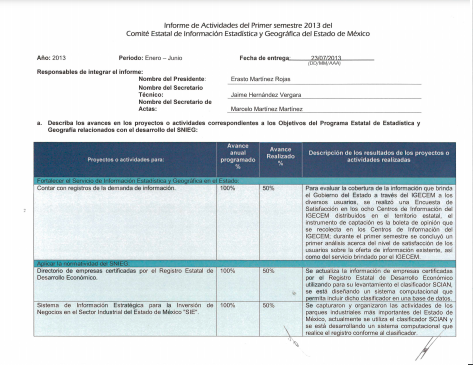 Informe de Actividades del Primer semestre 2013 del
Comité Estatal de Información Estadística y Geográfica del Estado de México
Año: 2013 Periodo: Enero – Junio Fecha de entrega: 23/07/2013
(DD/MM/AAA)
Responsables de integrar el informe:
Nombre del Presidente: Erasto Martínez Rojas
Nombre del Secretario
Técnico: Jaime Hernández Vergara
Nombre del Secretario de
Actas: Marcelo Martínez Martínez
a. Describa los avances en los proyectos o actividades correspondientes a los Objetivos del Programa Estatal de Estadística y
Geografía relacionados con el desarrollo del SNIEG:
Proyectos o actividades para:
Avance
anual
programado
%
Avance
Realizado
%
Descripción de los resultados de los proyectos o
actividades realizadas
Fortalecer el Servicio de Información Estadística y Geográfica en el Estado:
Contar con registros de la demanda de información. 100% 50%
Para evaluar la cobertura de la información que brinda
el Gobierno del Estado a través del IGECEM a los
diversos usuarios, se realizó una Encuesta de
Satisfacción en los ocho Centros de Información del
IGECEM distribuidos en el territorio estatal, el
instrumento de captación es la boleta de opinión que
se recolecta en los Centros de Información del
IGECEM; durante el primer semestre se concluyó un
primer análisis acerca del nivel de satisfacción de los
usuarios sobre la oferta de información existente, así
como del servicio brindado por el IGECEM.
Aplicar la normatividad del SNIEG:
Directorio de empresas certificadas por el Registro Estatal de
Desarrollo Económico.
100% 50%
Se actualiza la información de empresas certificadas
por el Registro Estatal de Desarrollo Económico
utilizando para su levantamiento el clasificador SCIAN,
se está diseñando un sistema computacional que
permita incluir dicho clasificador en una base de datos.
Sistema de Información Estratégica para la Inversión de
Negocios en el Sector Industrial del Estado de México "SIE".
100% 50%
Se capturaron y organizaron las actividades de los
parques industriales más importantes del Estado de
México, actualmente se utiliza el clasificador SCIAN y
se está desarrollando un sistema computacional que
realice el registro conforme al clasificador.